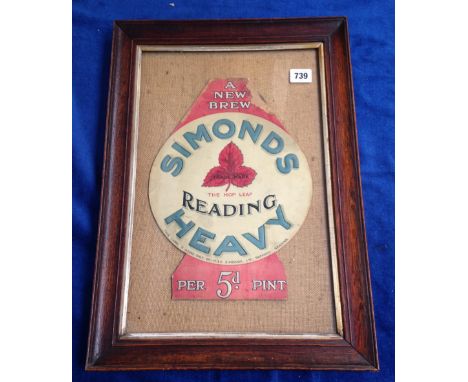 739
A
NEW
BREW
SIMONDS
TRADE MARK
THE HOP LEAF
READING
HEAVY
PER 5d PINT